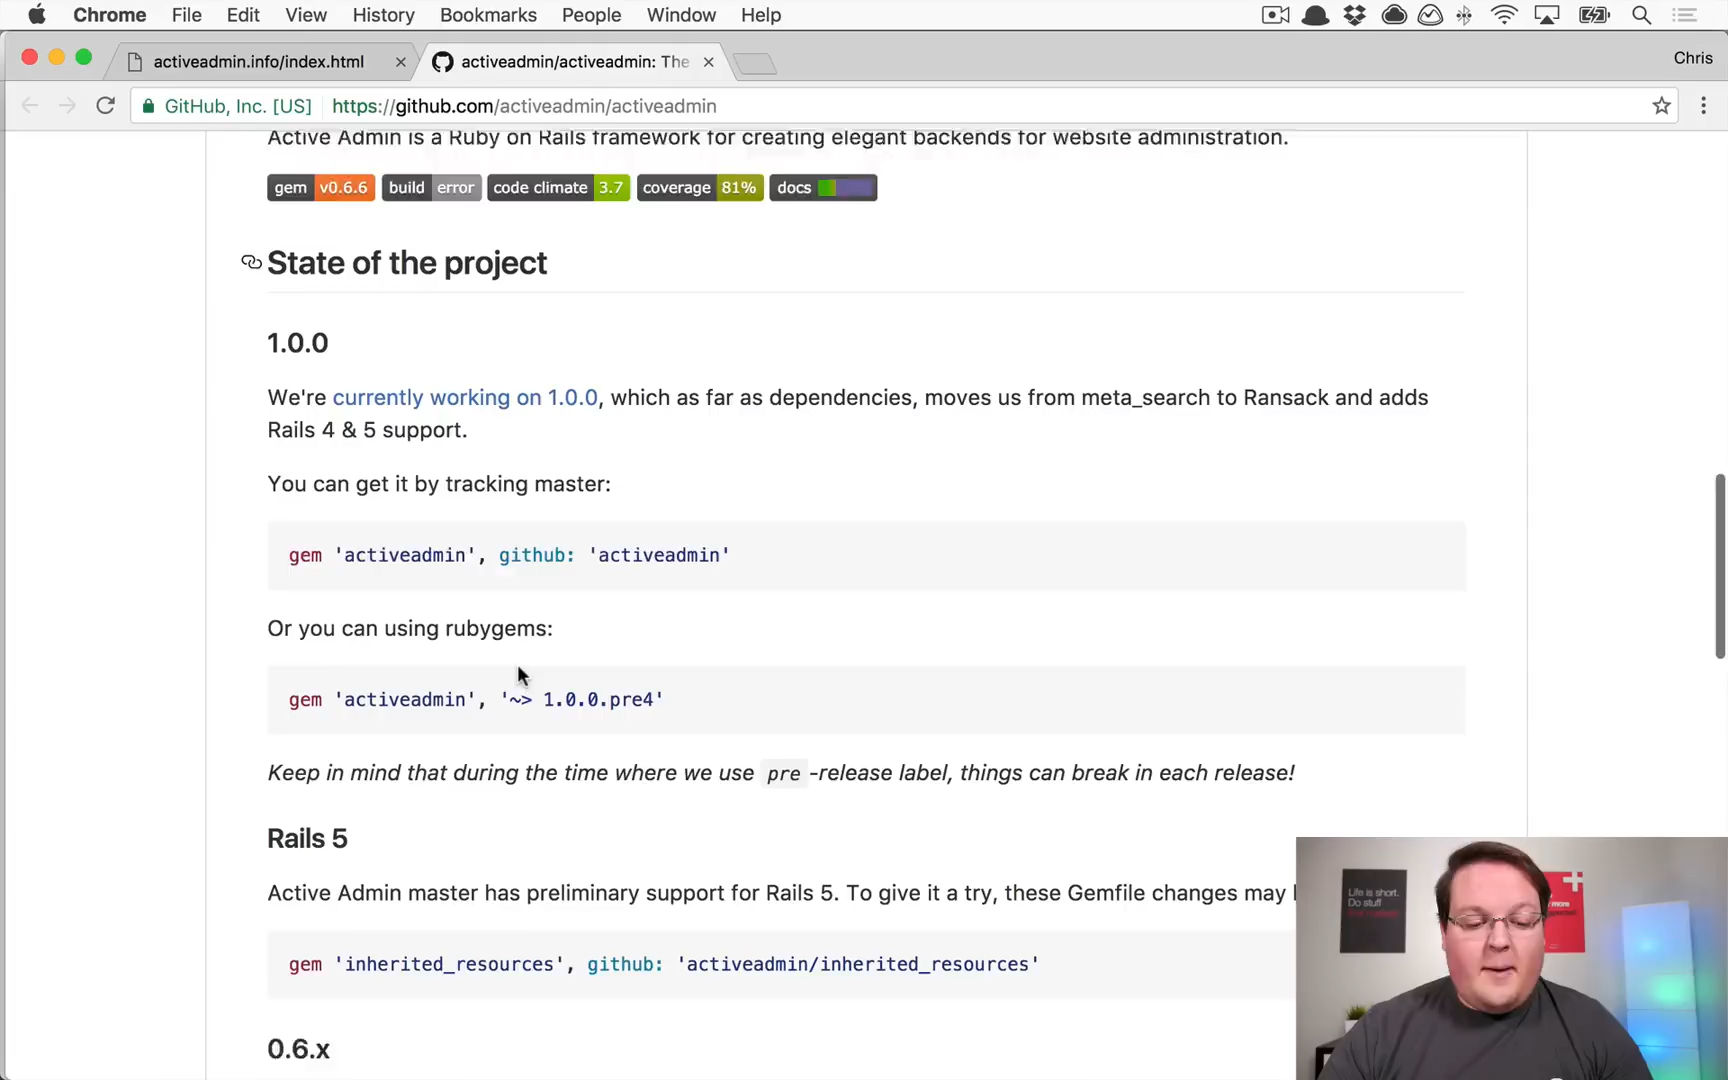 Chrome File Edit View History Bookmarks People Window Help
activeadmin.info/index.html
activeadmin/activeadmin: The
Chris
GitHub, Inc. [US] https://github.com/activeadmin/activeadmin
Active Admin is a Ruby on Rails framework for creating elegant backends for website administration.
gem v0.6.6 build error code climate 3.7 coverage 81% docs
State of the project
1.0.0
We're currently working on 1.0.0, which as far as dependencies, moves us from meta_search to Ransack and adds
Rails 4 & 5 support.
You can get it by tracking master:
gem 'activeadmin', github: 'activeadmin'
Or you can using rubygems:
gem 'activeadmin', '~> 1.0.0.pre4'
Keep in mind that during the time where we use pre -release label, things can break in each release!
Rails 5
Active Admin master has preliminary support for Rails 5. To give it a try, these Gemfile changes may
gem 'inherited_resources', github: 'activeadmin/inherited_resources'
0.6.x
Life is short.
Do stuff
more